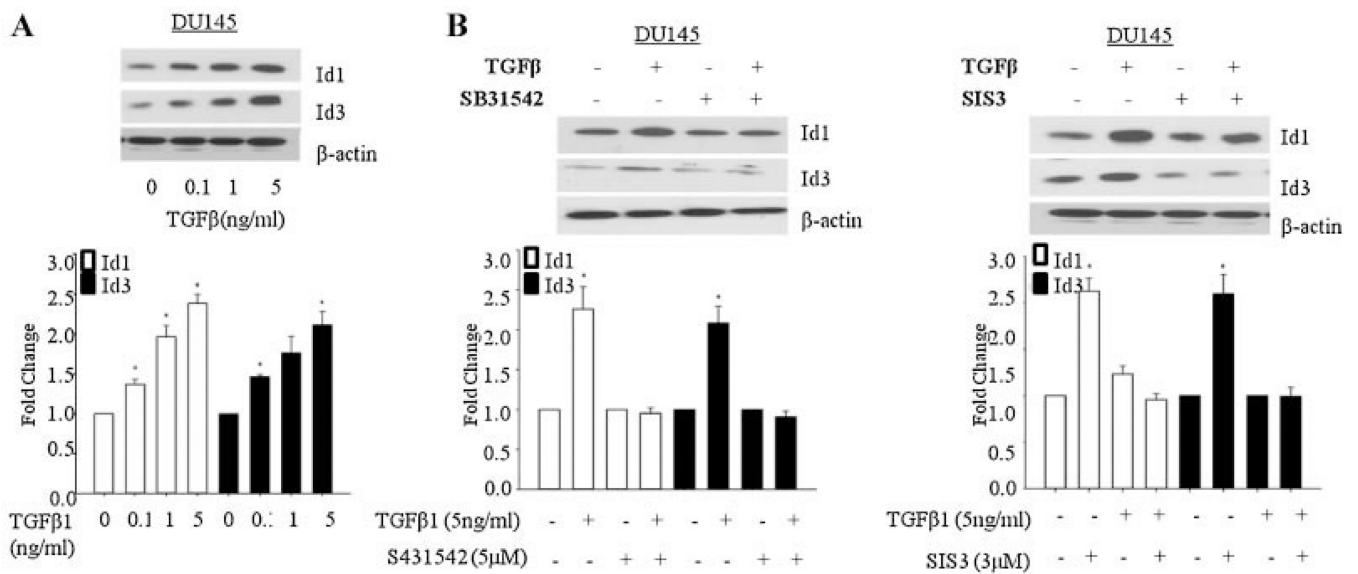 A
DU145
Id1
Id3
β-actin
0 0.1 1 5
TGFβ(ng/ml)
Id1
Id3
Fold Change
3.0
2.5
2.0
1.5
1.0
0.5
0.0
* * * * *
TGFβ1 0 0.1 1 5 0 1 5
(ng/ml)
B
DU145
TGFβ - + - +
SB31542 - - + +
Id1
Id3
β-actin
Id1
Id3
Fold Change
3.0
2.5
2.0
1.5
1.0
0.5
0.0
* *
TGFβ1 (5ng/ml) - + - + - + - +
S431542 (5μM) - - + + - - + +
DU145
TGFβ - + - +
SIS3 - - + +
Id1
Id3
β-actin
Id1
Id3
Fold Change
3.0
2.5
2.0
1.5
1.0
0.5
0.0
* *
TGFβ1 (5ng/ml) - - + + - - + +
SIS3 (3μM) - + - + - + - +